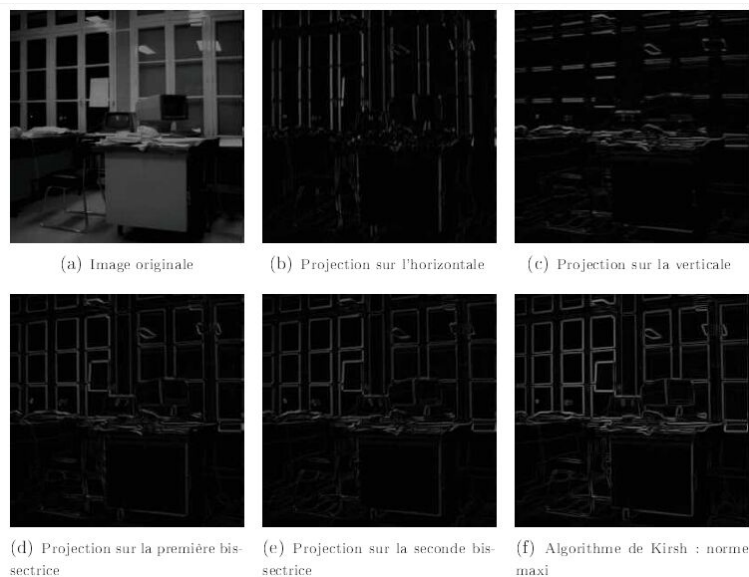 (a) Image originale
(b) Projection sur l'horizontale
(c) Projection sur la verticale
(d) Projection sur la première bis-
sectrice
(e) Projection sur la seconde bis-
sectrice
(f) Algorithme de Kirsh : norme
maxi